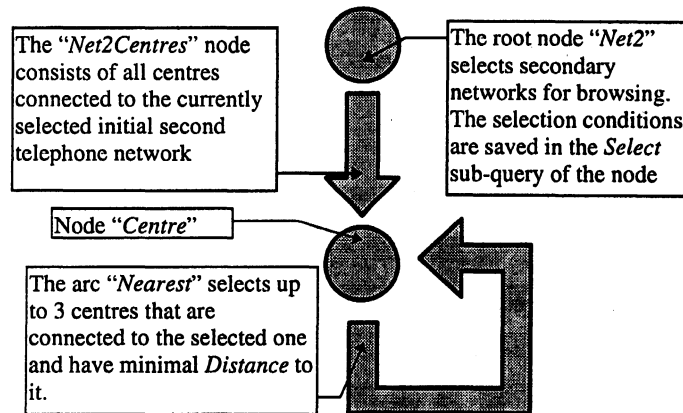 The “Net2Centres” node
consists of all centres
connected to the currently
selected initial second
telephone network
The root node “Net2”
selects secondary
networks for browsing.
The selection conditions
are saved in the Select
sub-query of the node
Node “Centre”
The arc “Nearest” selects up
to 3 centres that are
connected to the selected one
and have minimal Distance to
it.